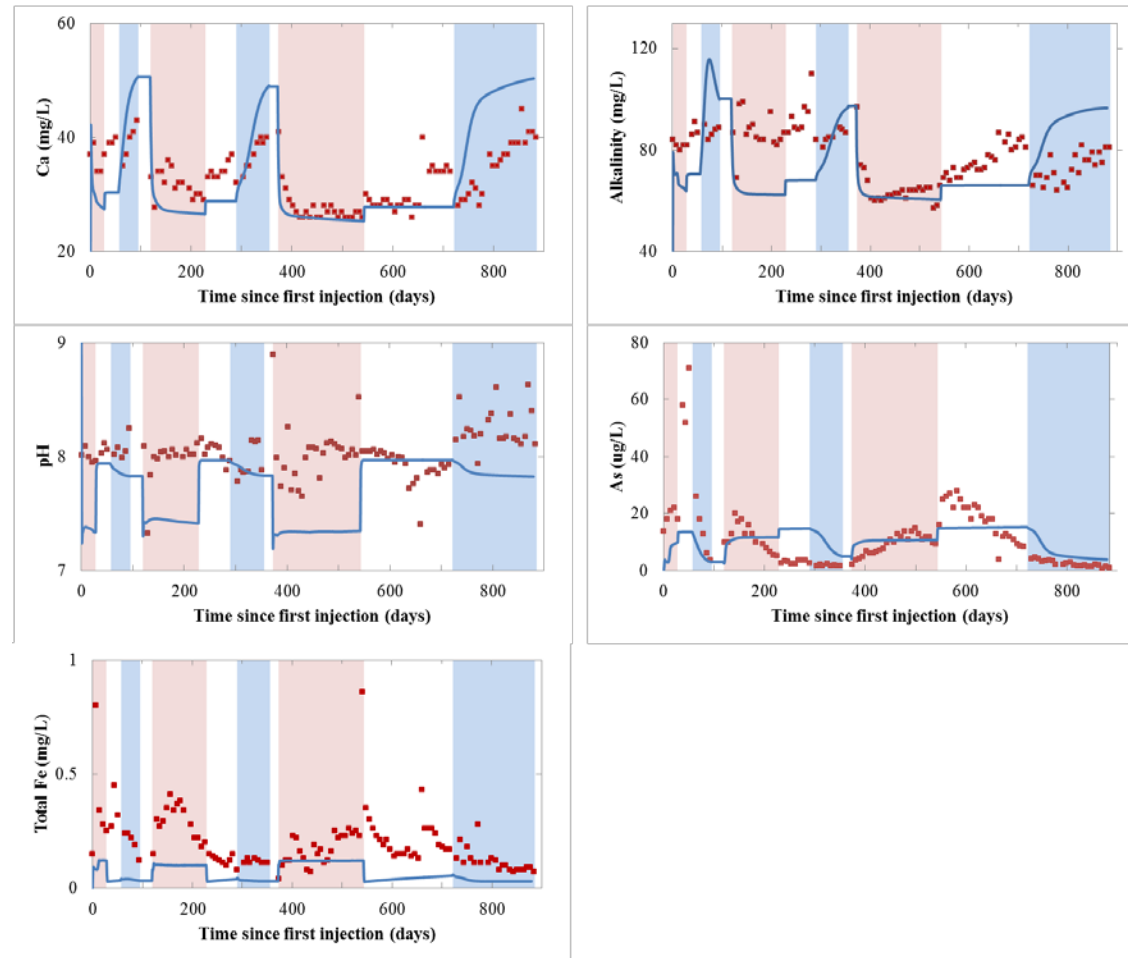 60
40
20
Ca (mg/L)
0 200 400 600 800
Time since first injection (days)
120
80
40
Alkalinity (mg/L)
0 200 400 600 800
Time since first injection (days)
9
8
7
pH
0 200 400 600 800
Time since first injection (days)
80
60
40
20
0
As (ug/L)
0 200 400 600 800
Time since first injection (days)
1
0.5
0
Total Fe (mg/L)
0 200 400 600 800
Time since first injection (days)